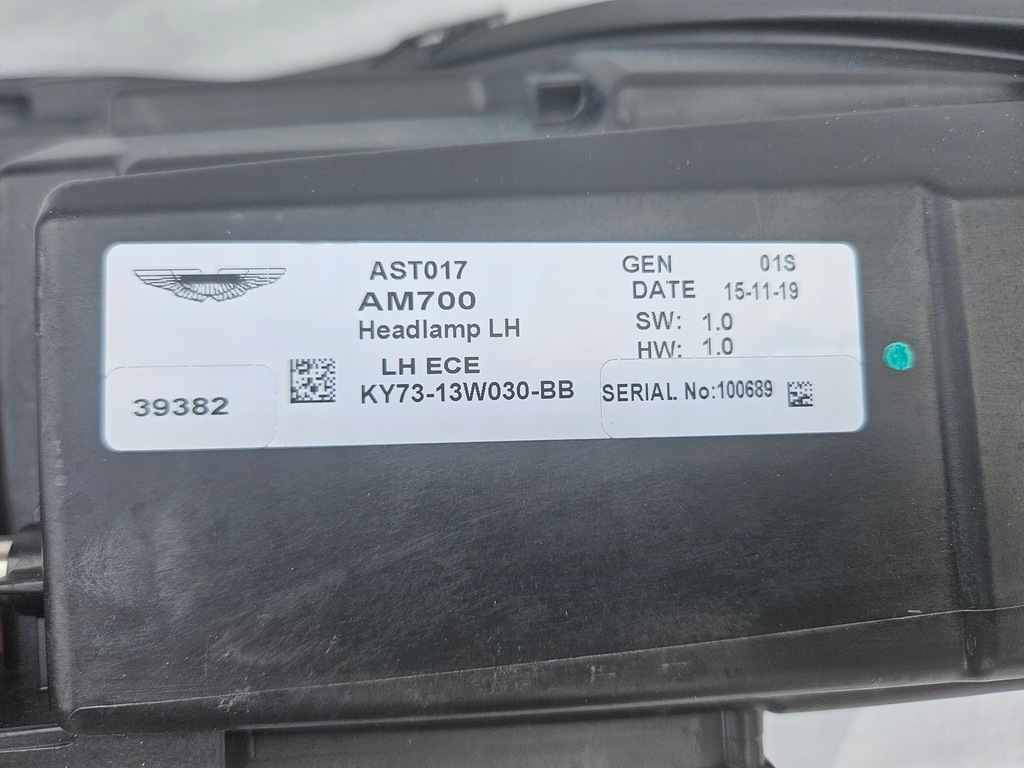 AST017
AM700
Headlamp LH
LH ECE
KY73-13W030-BB
39382
GEN 01S
DATE 15-11-19
SW: 1.0
HW: 1.0
SERIAL No:100689